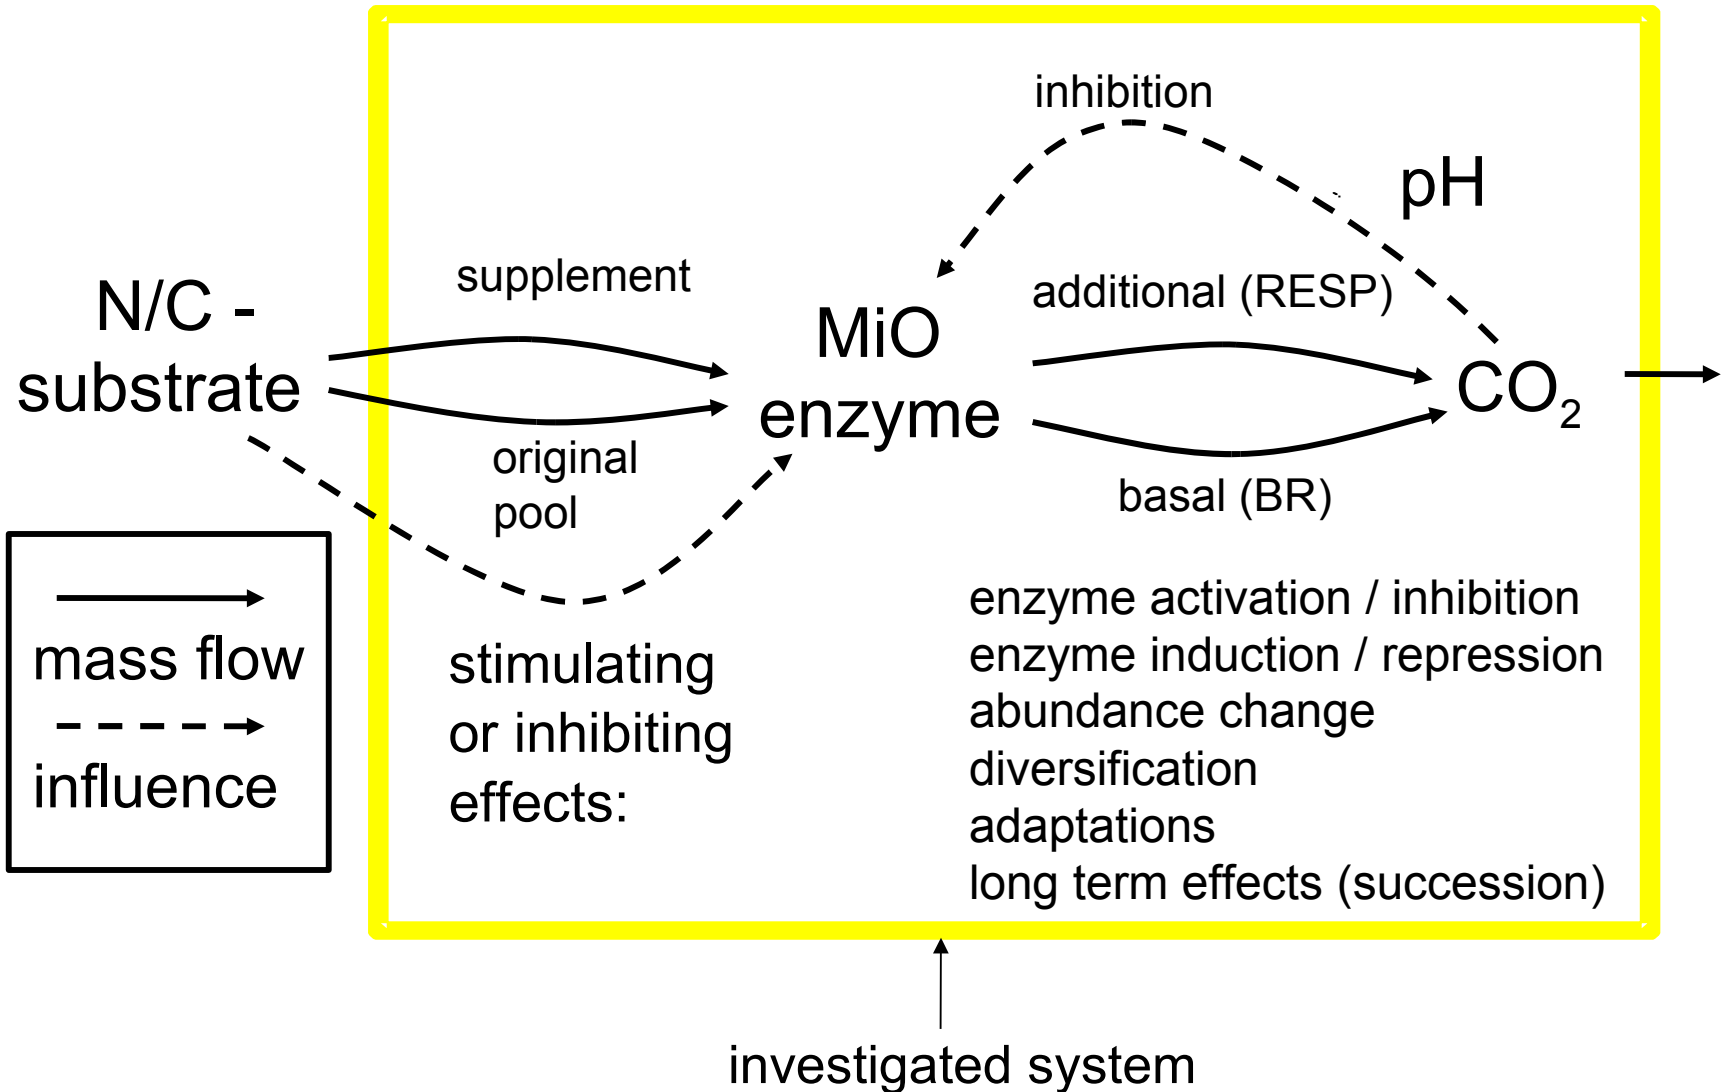 inhibition
pH
supplement
additional (RESP)
N/C -
substrate
MiO
enzyme
CO₂
original
pool
basal (BR)
mass flow
influence
stimulating
or inhibiting
effects:
enzyme activation / inhibition
enzyme induction / repression
abundance change
diversification
adaptations
long term effects (succession)
investigated system